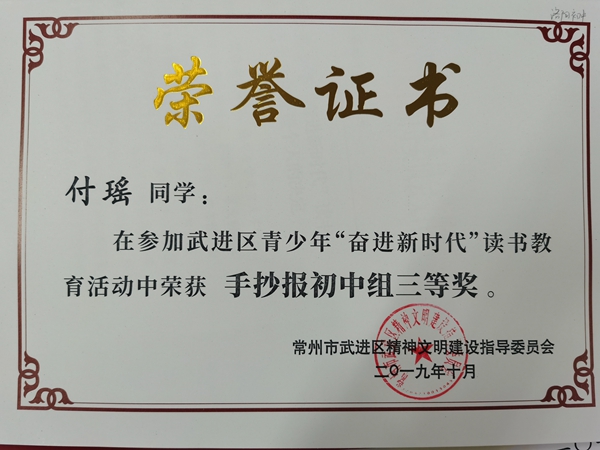 荣誉证书
付瑶 同学：
在参加武进区青少年“奋进新时代”读书教
育活动中荣获 手抄报初中组三等奖。
常州市武进区精神文明建设指导委员会
二〇一九年十月